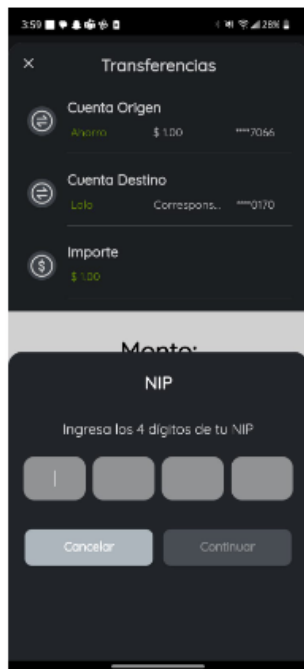 3:59 28%
Transferencias
Cuenta Origen
Ahorro $ 1.00 ****7066
Cuenta Destino
Lolo Correspons.. ****0170
Importe
$ 1.00
Monto:
NIP
Ingresa los 4 dígitos de tu NIP
Cancelar Continuar